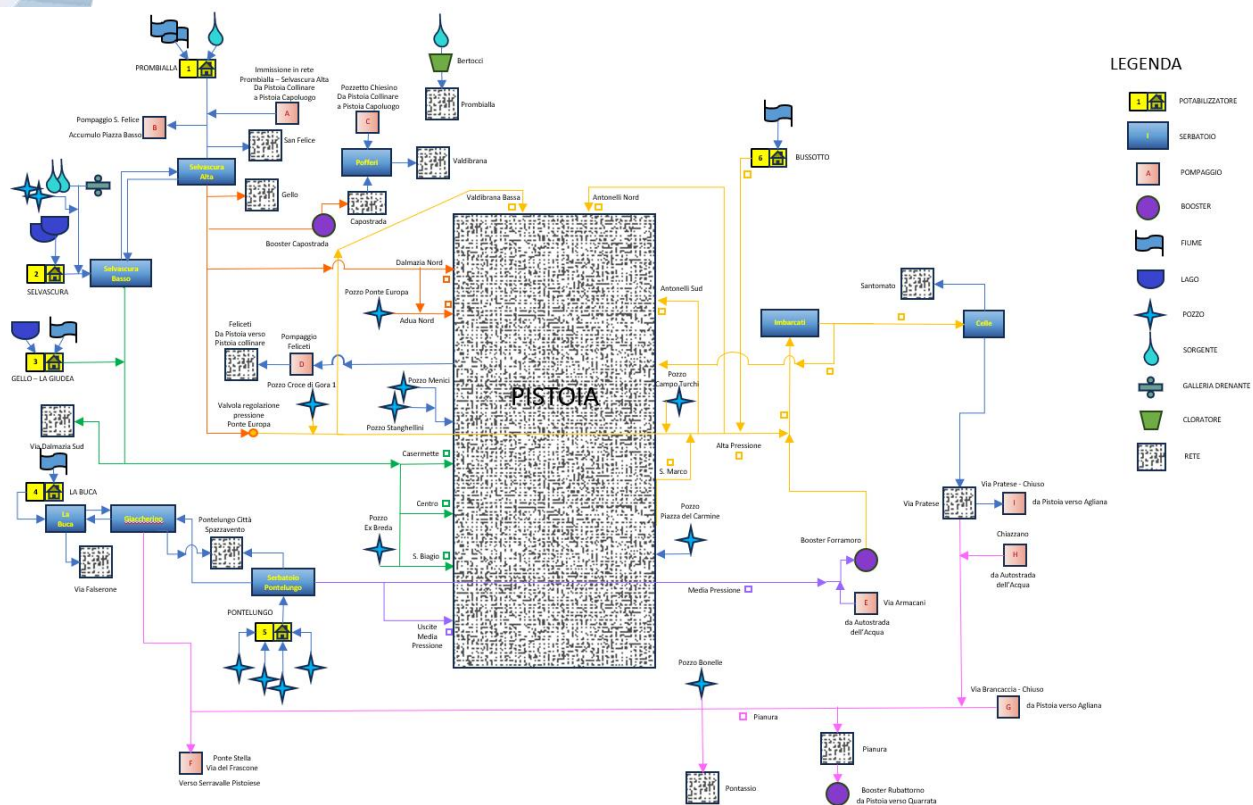 LEGENDA
1
POTABILIZZATORE
I
SERBATOIO
A
POMPAGGIO
BOOSTER
FIUME
LAGO
POZZO
SORGENTE
GALLERIA DRENANTE
CLORATORE
RETE
PROMBIALLA
1
Immissione in rete
Prombialla – Selvascura Alta
Da Pistoia Collinare
a Pistoia Capoluogo
A
Pompaggio S. Felice
Accumulo Piazza Basso
B
San Felice
Pozzetto Chiesino
Da Pistoia Collinare
a Pistoia Capoluogo
C
Bertocci
Prombialla
Selvascura
Alta
Gello
Pofferi
Valdibrana
Capostrada
Booster Capostrada
6
BUSSOTTO
Valdibrana Bassa
Antonelli Nord
2
SELVASCURA
Selvascura
Basso
Dalmazia Nord
Pozzo Ponte Europa
Adua Nord
Antonelli Sud
Santomato
Imbarcati
Celle
3
GELLO – LA GIUDEA
Feliceti
Da Pistoia verso
Pistoia collinare
Pompaggio
Feliceti
D
Pozzo Croce di Gora 1
Pozzo Menici
Pozzo Stanghellini
PISTOIA
Pozzo
Campo Turchi
Valvola regolazione
pressione
Ponte Europa
Via Dalmazia Sud
Casermette
S. Marco
Alta Pressione
4
LA BUCA
La
Buca
Giaccherino
Via Falserone
Pontelungo Città
Spazzavento
Centro
Pozzo
Ex Breda
S. Biagio
Pozzo
Piazza del Carmine
Serbatoio
Pontelungo
PONTELUNGO
5
Uscite
Media
Pressione
Media Pressione
Booster Forramoro
E
Via Armacani
da Autostrada
dell'Acqua
Via Pratese
Via Pratese - Chiuso
I
da Pistoia verso Agliana
Chiazzano
H
da Autostrada
dell'Acqua
Via Brancaccia - Chiuso
G
da Pistoia verso Agliana
Pozzo Bonelle
Pianura
F
Ponte Stella
Via del Frascone
Verso Serravalle Pistoiese
Pontassio
Pianura
Booster Rubattorno
da Pistoia verso Quarrata